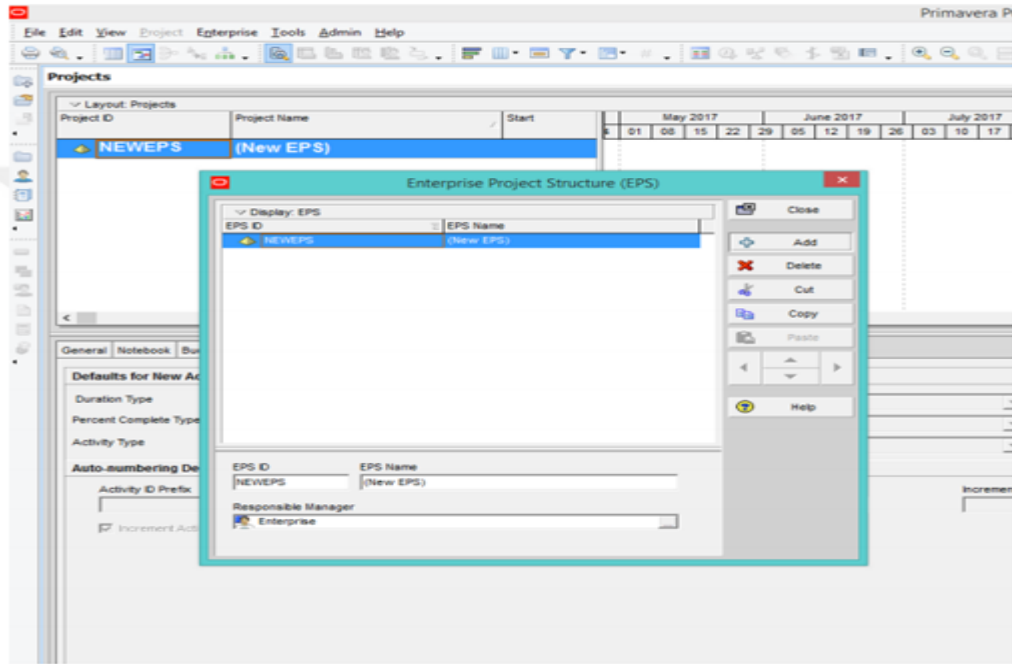 Primavera P
File Edit View Project Enterprise Tools Admin Help
Projects
Layout: Projects
Project ID Project Name Start May 2017 June 2017 July 2017
01 08 15 22 29 05 12 19 26 03 10 17
NEWEPS (New EPS)
Enterprise Project Structure (EPS)
Display: EPS
EPS ID EPS Name
NEWEPS (New EPS)
Close
Add
Delete
Cut
Copy
Paste
Help
EPS ID EPS Name
NEWEPS (New EPS)
Responsible Manager
Enterprise
General Notebook Bu
Defaults for New Ac
Duration Type
Percent Complete Type
Activity Type
Auto-numbering De
Activity ID Prefix Incremen
Increment Acti